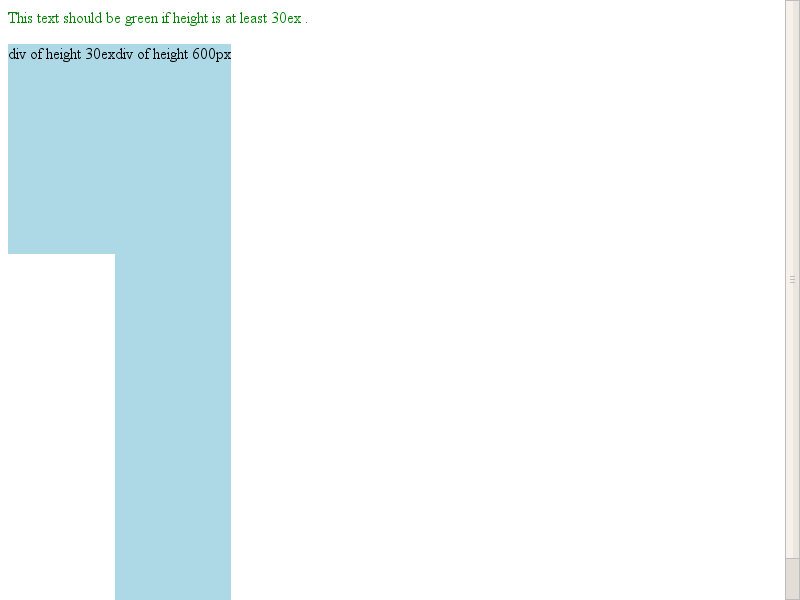 This text should be green if height is at least 30ex .
div of height 30exdiv of height 600px